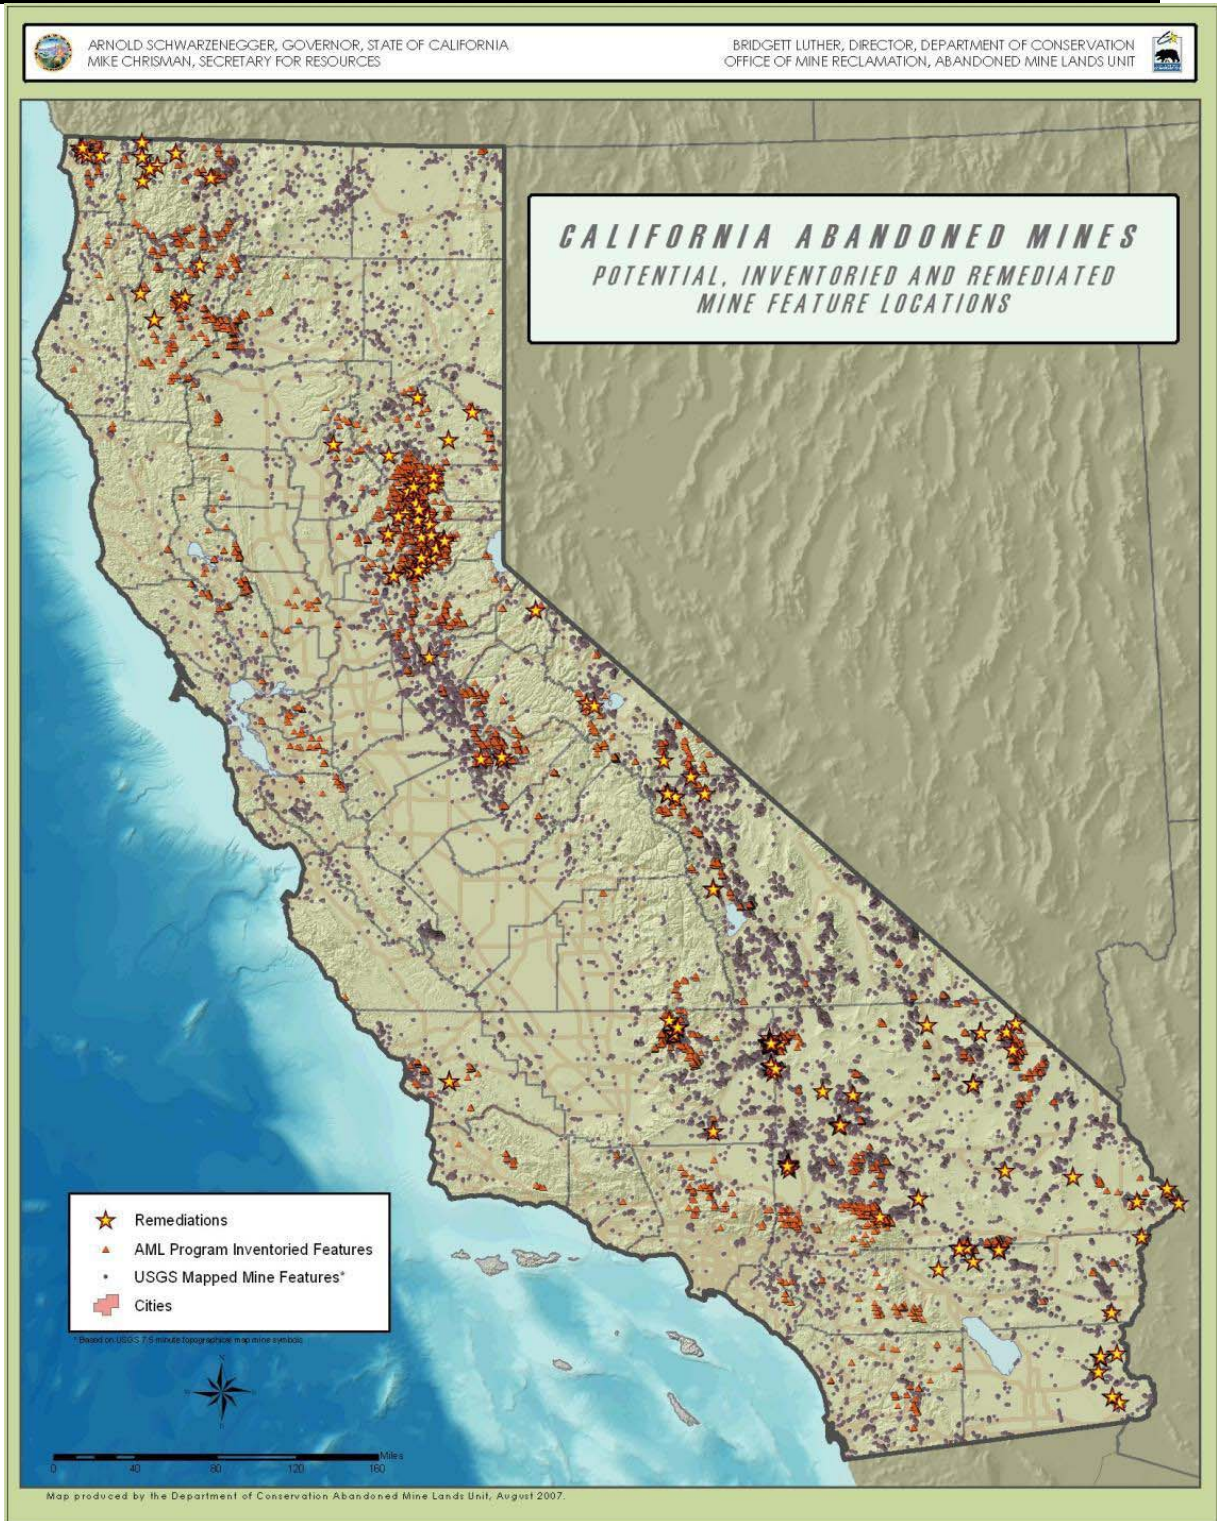 ARNOLD SCHWARZENEGGER, GOVERNOR, STATE OF CALIFORNIA
MIKE CHRISMAN, SECRETARY FOR RESOURCES
BRIDGETT LUTHER, DIRECTOR, DEPARTMENT OF CONSERVATION
OFFICE OF MINE RECLAMATION, ABANDONED MINE LANDS UNIT
CALIFORNIA ABANDONED MINES
POTENTIAL, INVENTORIED AND REMEDIATED
MINE FEATURE LOCATIONS
Remediations
AML Program Inventoried Features
USGS Mapped Mine Features*
Cities
* Based on USGS 7.5 minute topographical map mine symbols
Miles
0 40 80 120 160
Map produced by the Department of Conservation Abandoned Mine Lands Unit, August 2007.